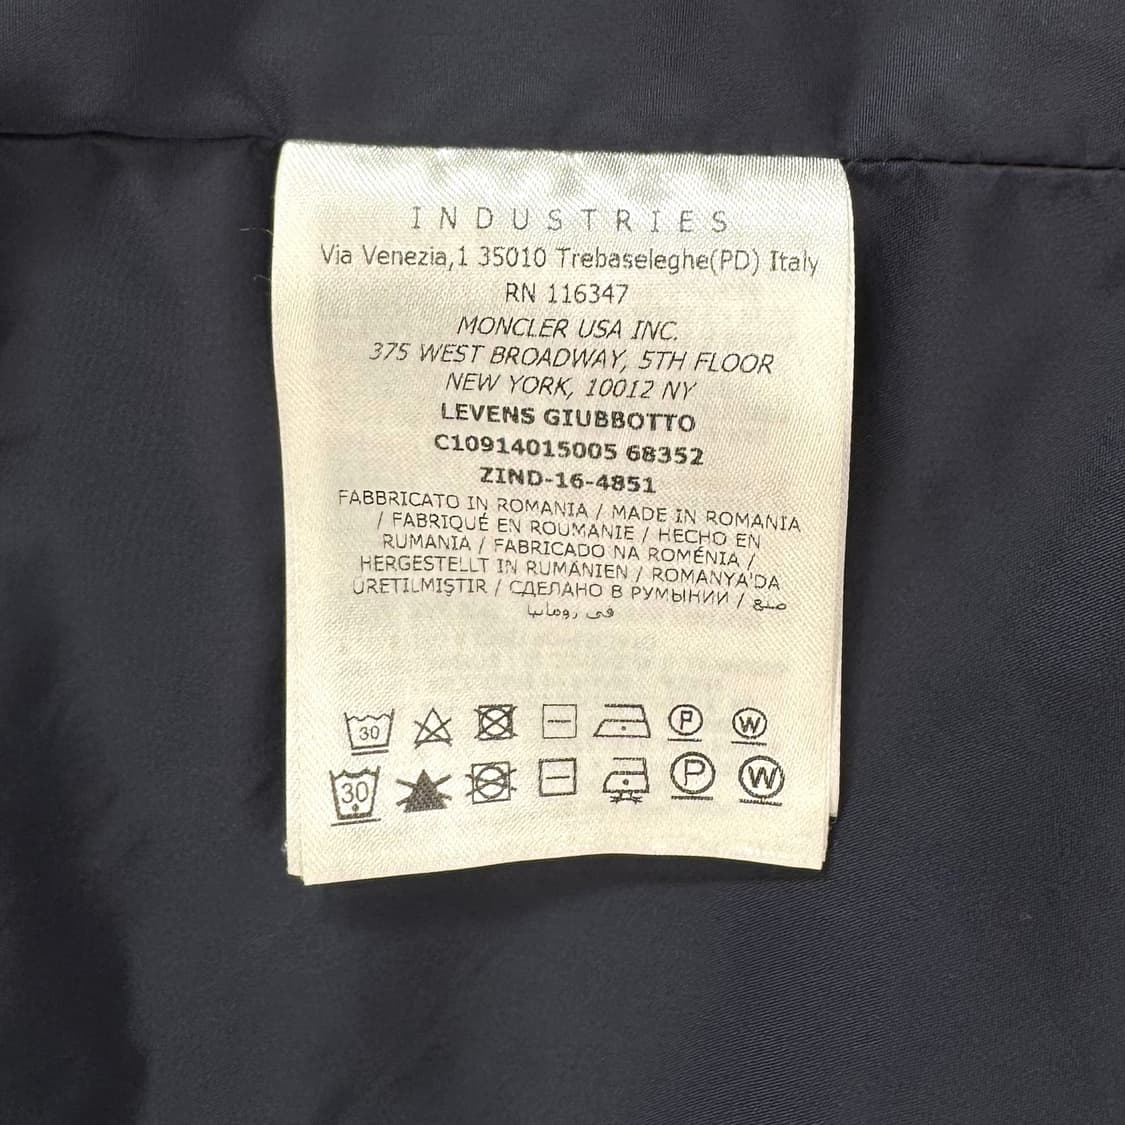 INDUSTRIES
Via Venezia,1 35010 Trebaseleghe(PD) Italy
RN 116347
MONCLER USA INC.
375 WEST BROADWAY, 5TH FLOOR
NEW YORK, 10012 NY
LEVENS GIUBBOTTO
C10914015005 68352
ZIND-16-4851
FABBRICATO IN ROMANIA / MADE IN ROMANIA
/ FABRIQUÉ EN ROUMANIE / HECHO EN
RUMANIA / FABRICADO NA ROMÉNIA /
HERGESTELLT IN RUMÄNIEN / ROMANYA'DA
ÜRETILMIŞTIR / СДЕЛАНО В РУМЫНИИ / صنع
في رومانيا
30 P W
30 P W